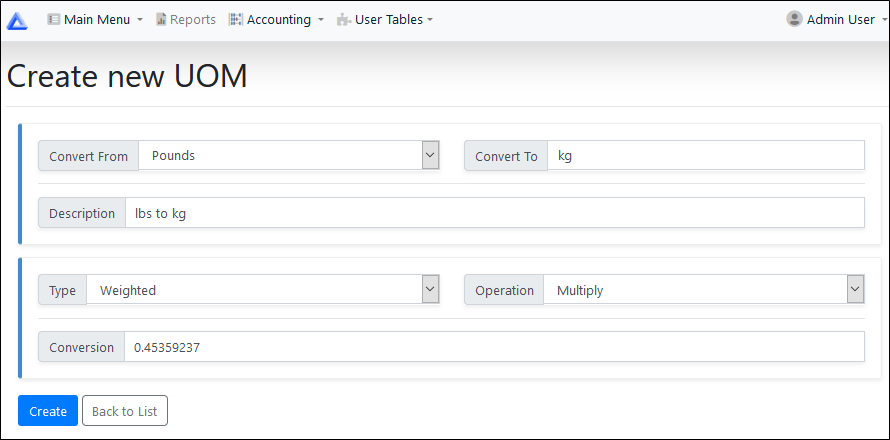 Main Menu Reports Accounting User Tables Admin User
Create new UOM
Convert From Pounds Convert To kg
Description lbs to kg
Type Weighted Operation Multiply
Conversion 0.45359237
Create Back to List